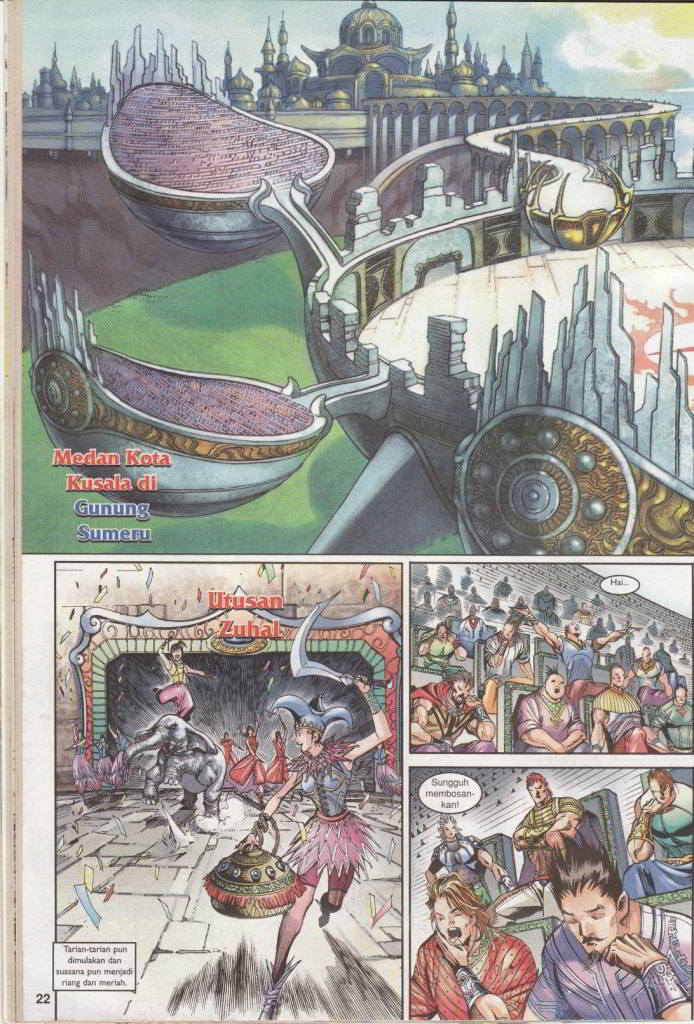 Medan Kota
Kusala di
Gunung
Sumeru
Utusan
Zuhal
Hai...
Sungguh
membosan-
kan!
Tarian-tarian pun
dimulakan dan
suasana pun menjadi
riang dan meriah.
22